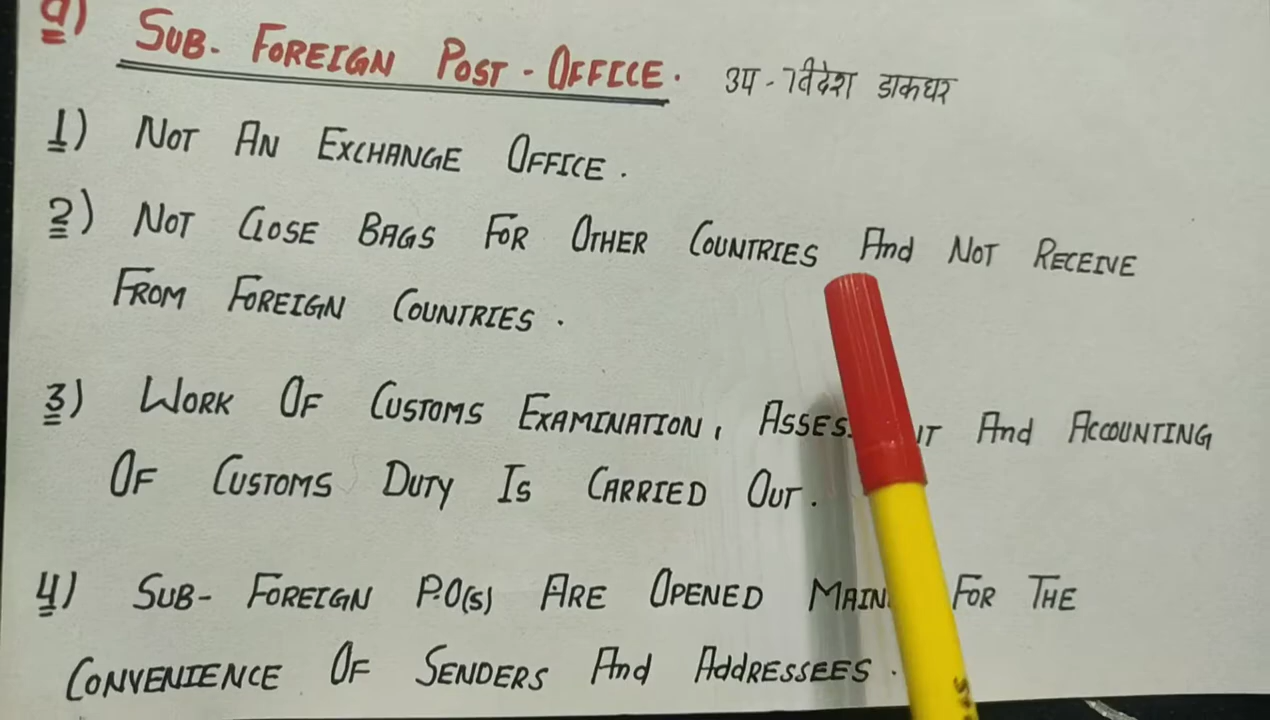 a) SUB- FOREIGN POST-OFFICE. उप-विदेश डाकघर
1) NOT AN EXCHANGE OFFICE.
2) NOT CLOSE BAGS FOR OTHER COUNTRIES And NOT RECEIVE
FROM FOREIGN COUNTRIES.
3) WORK OF CUSTOMS EXAMINATION, And ACCOUNTING
OF CUSTOMS DUTY IS CARRIED OUT.
4) SUB- FOREIGN P.O(s) ARE OPENED FOR THE
CONVENIENCE OF SENDERS And AddRESSEES.